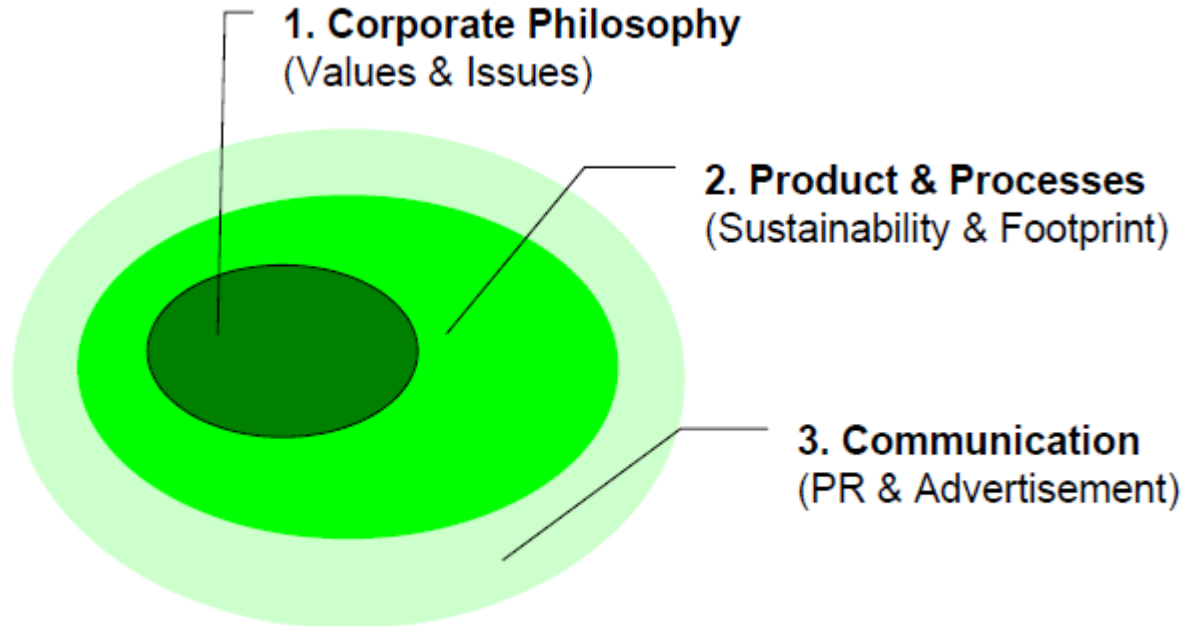 1. Corporate Philosophy
(Values & Issues)
2. Product & Processes
(Sustainability & Footprint)
3. Communication
(PR & Advertisement)